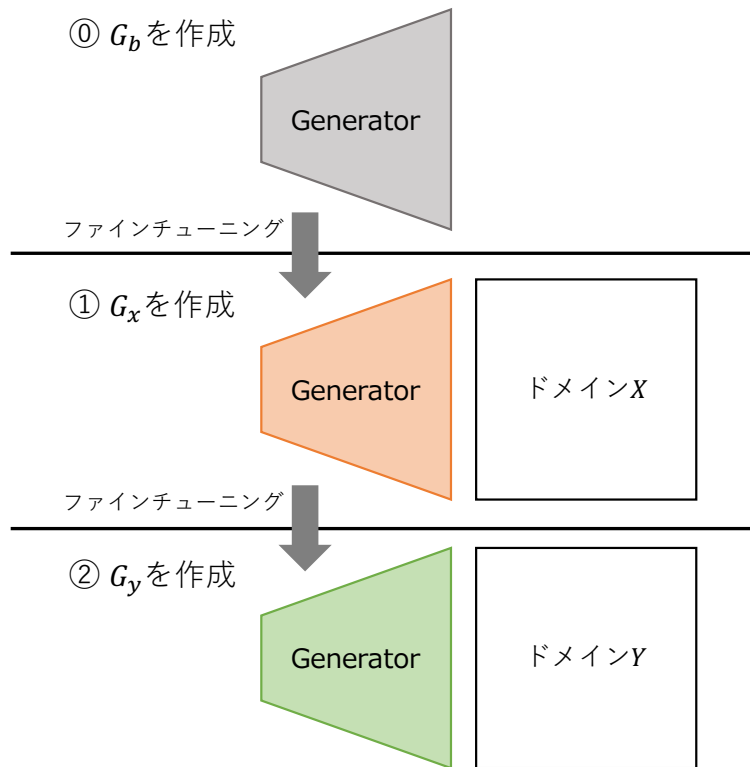 ⓪ G_bを作成
Generator
ファインチューニング
① G_xを作成
Generator
ドメインX
ファインチューニング
② G_yを作成
Generator
ドメインY